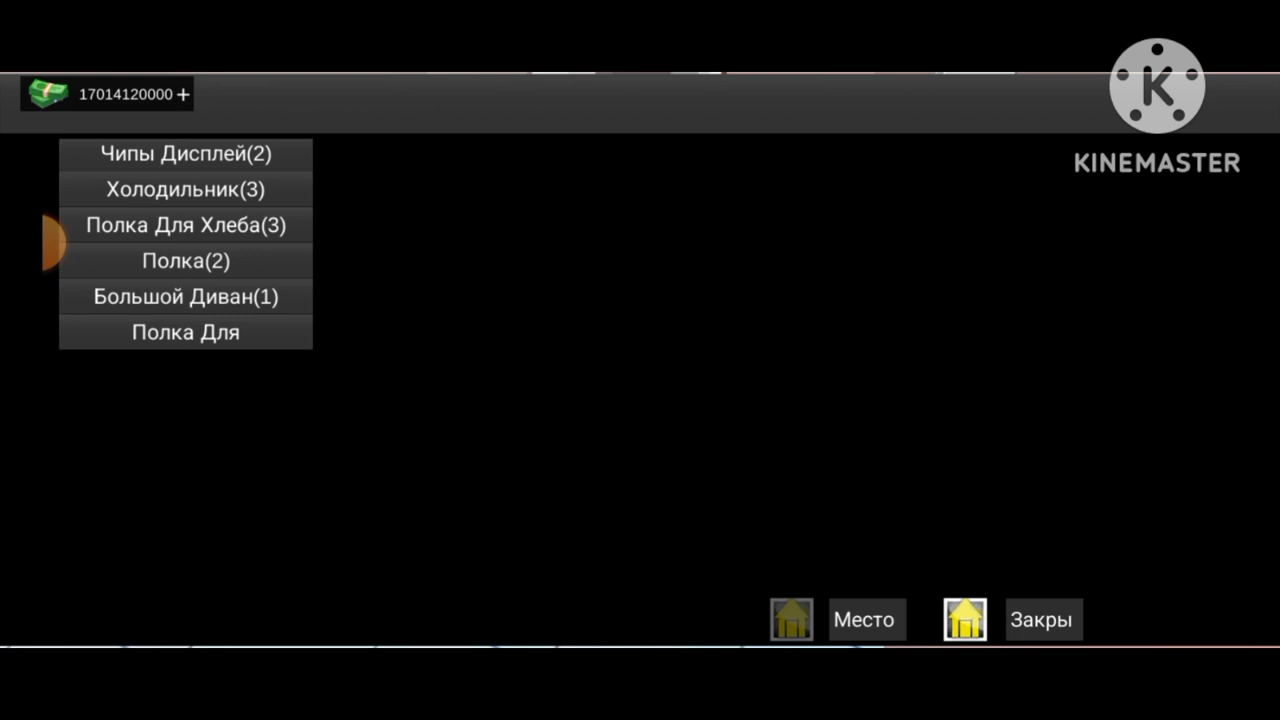 17014120000 +
K
KINEMASTER
Чипы Дисплей(2)
Холодильник(3)
Полка Для Хлеба(3)
Полка(2)
Большой Диван(1)
Полка Для
Место
Закры